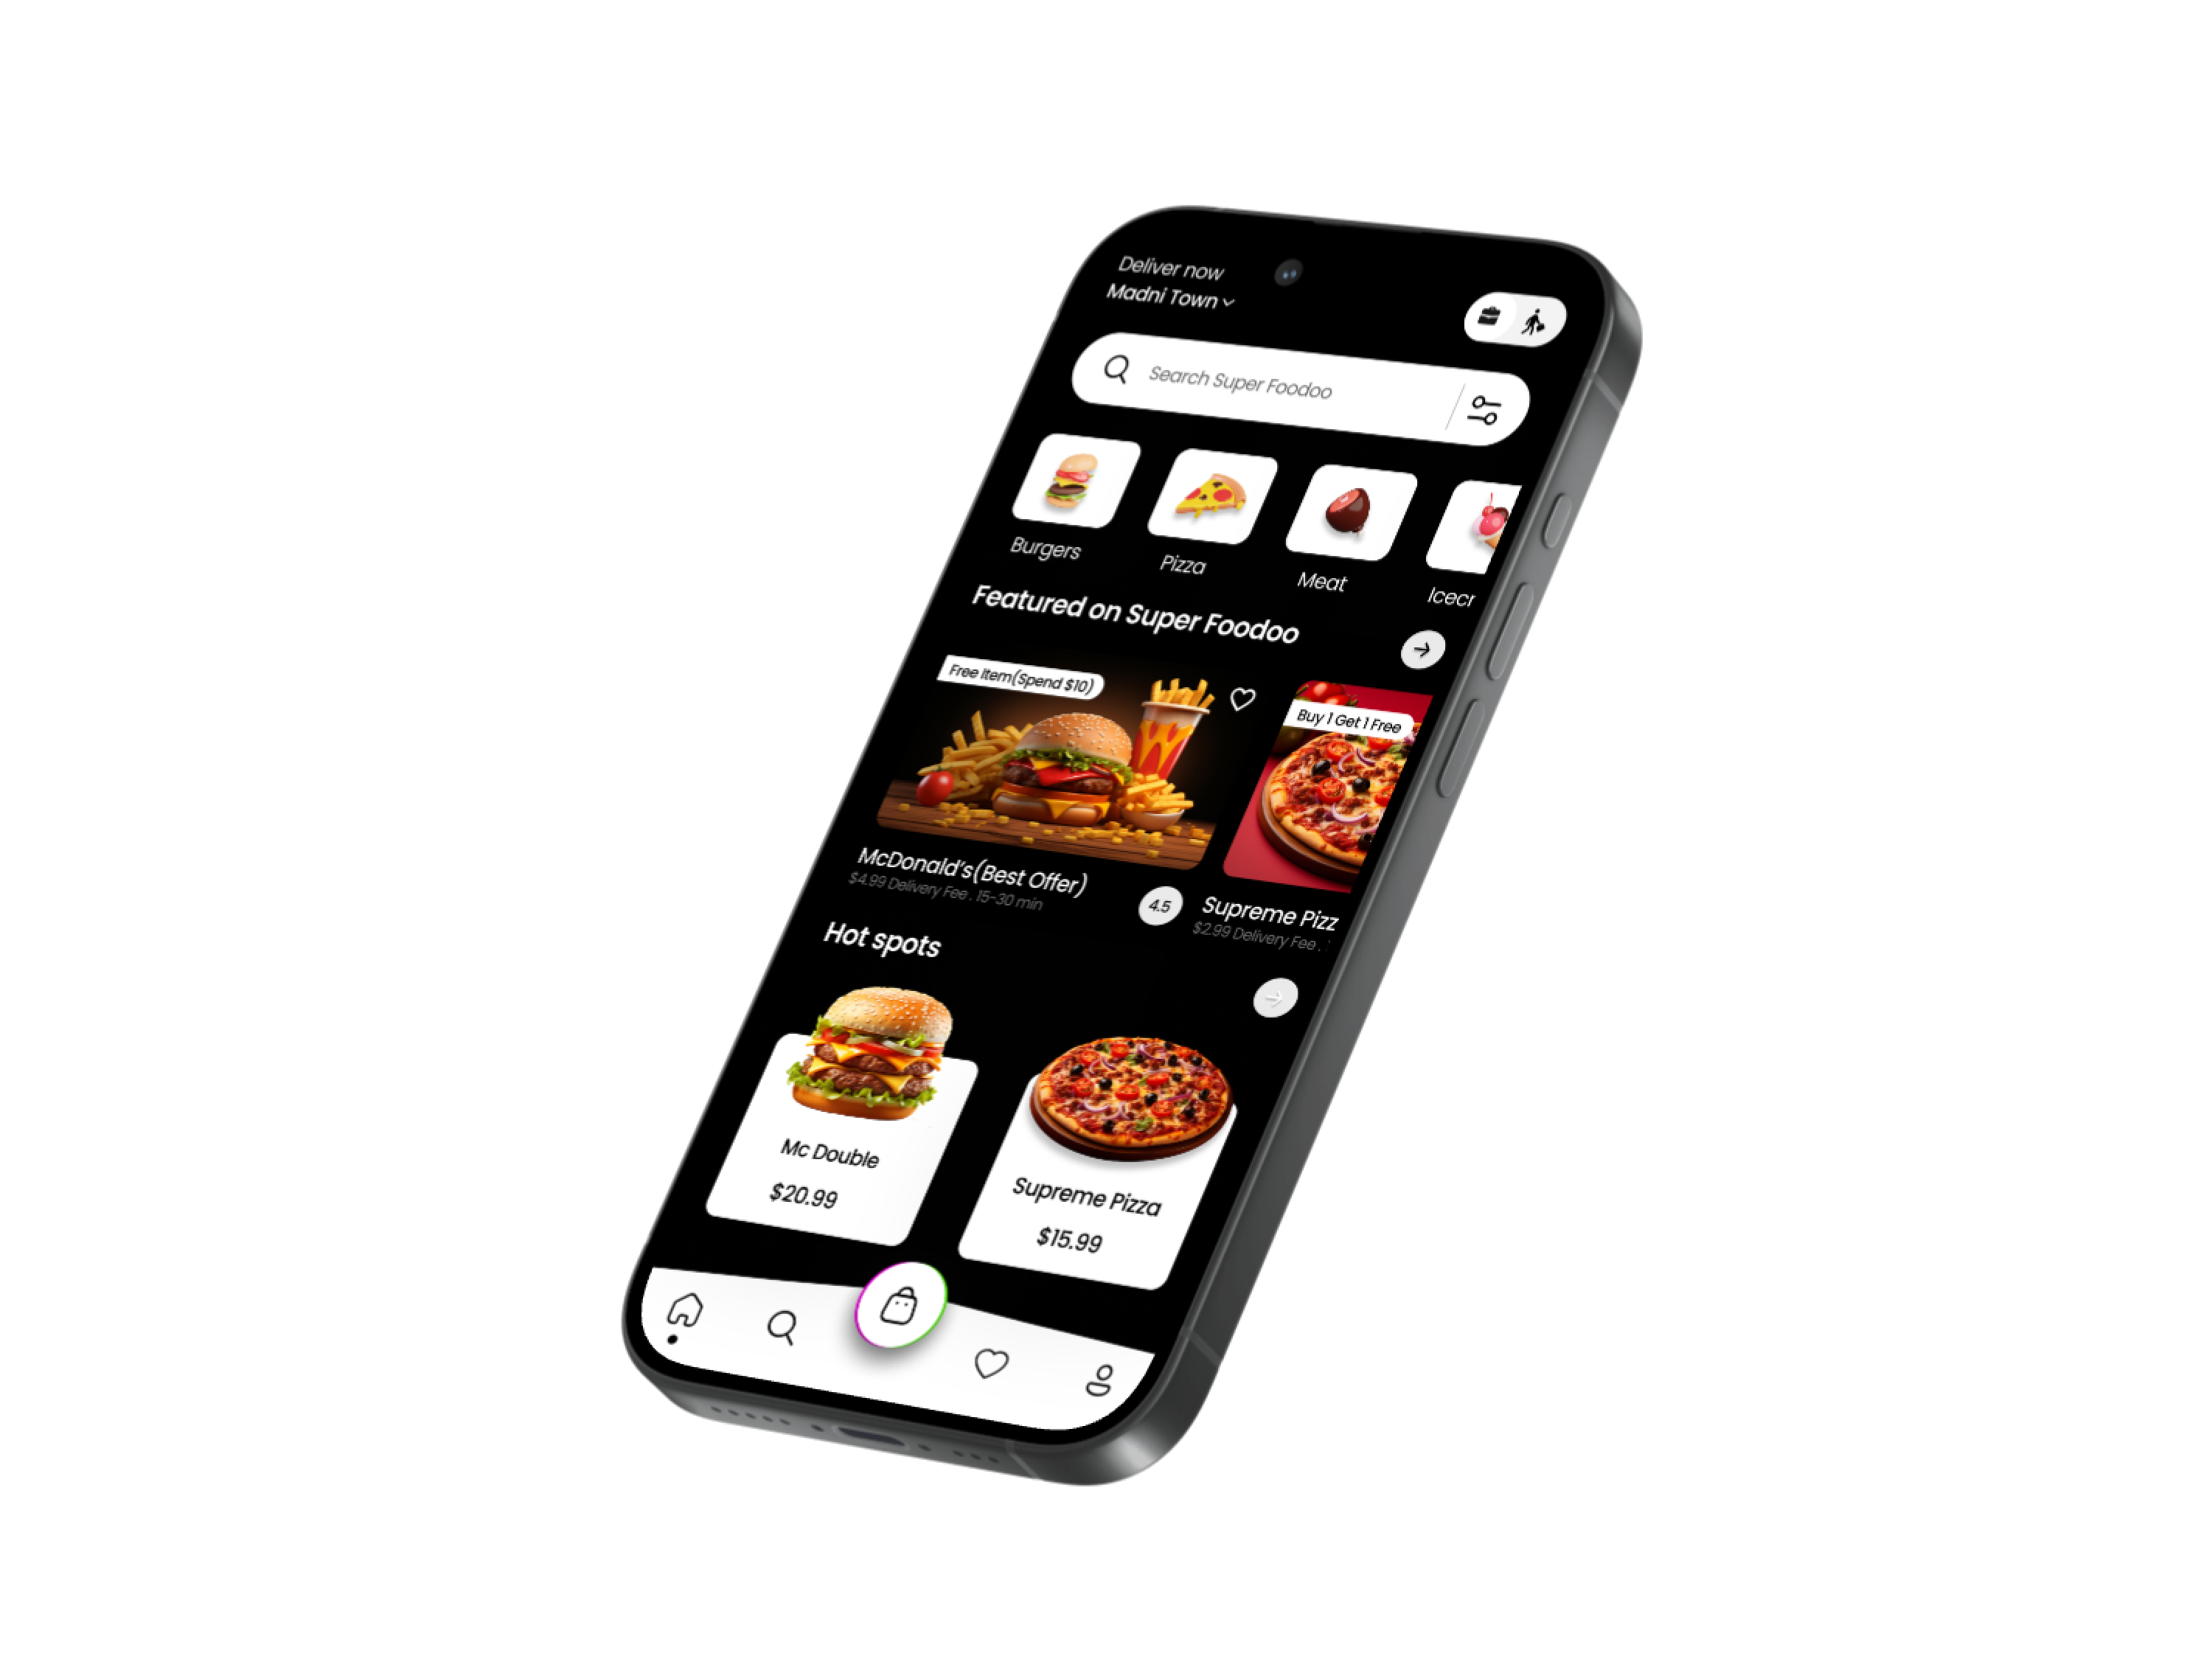 Deliver now
Madni Town
Search Super Foodoo
Burgers
Pizza
Meat
Icecr
Featured on Super Foodoo
Free Item(Spend $10)
Buy 1 Get 1 Free
McDonald's(Best Offer)
$4.99 Delivery Fee . 15-30 min
4.5
Supreme Pizz
$2.99 Delivery Fee .
Hot spots
Mc Double
$20.99
Supreme Pizza
$15.99